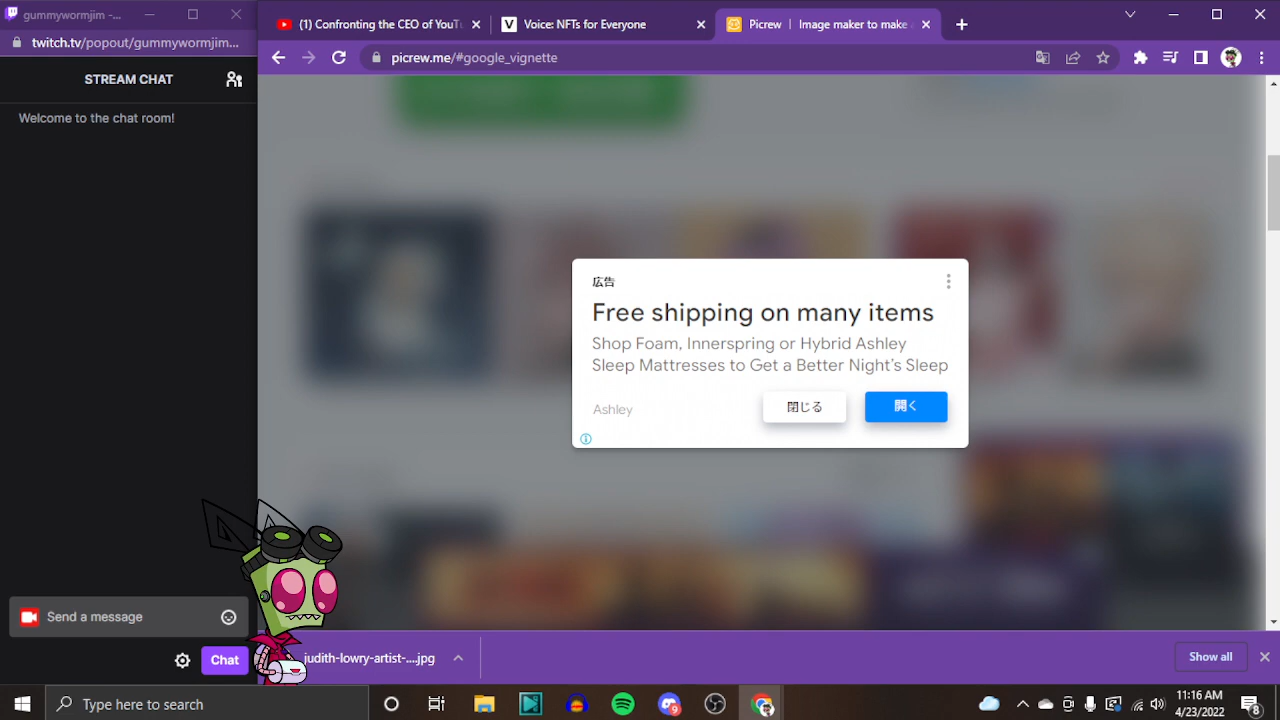 gummywormjim -...
twitch.tv/popout/gummywormjim...
STREAM CHAT
Welcome to the chat room!
Send a message
Chat
(1) Confronting the CEO of YouTu
Voice: NFTs for Everyone
Picrew | Image maker to make a
picrew.me/#google_vignette
広告
Free shipping on many items
Shop Foam, Innerspring or Hybrid Ashley
Sleep Mattresses to Get a Better Night's Sleep
Ashley
閉じる
開く
judith-lowry-artist-....jpg
Show all
Type here to search
9
11:16 AM
4/23/2022
8